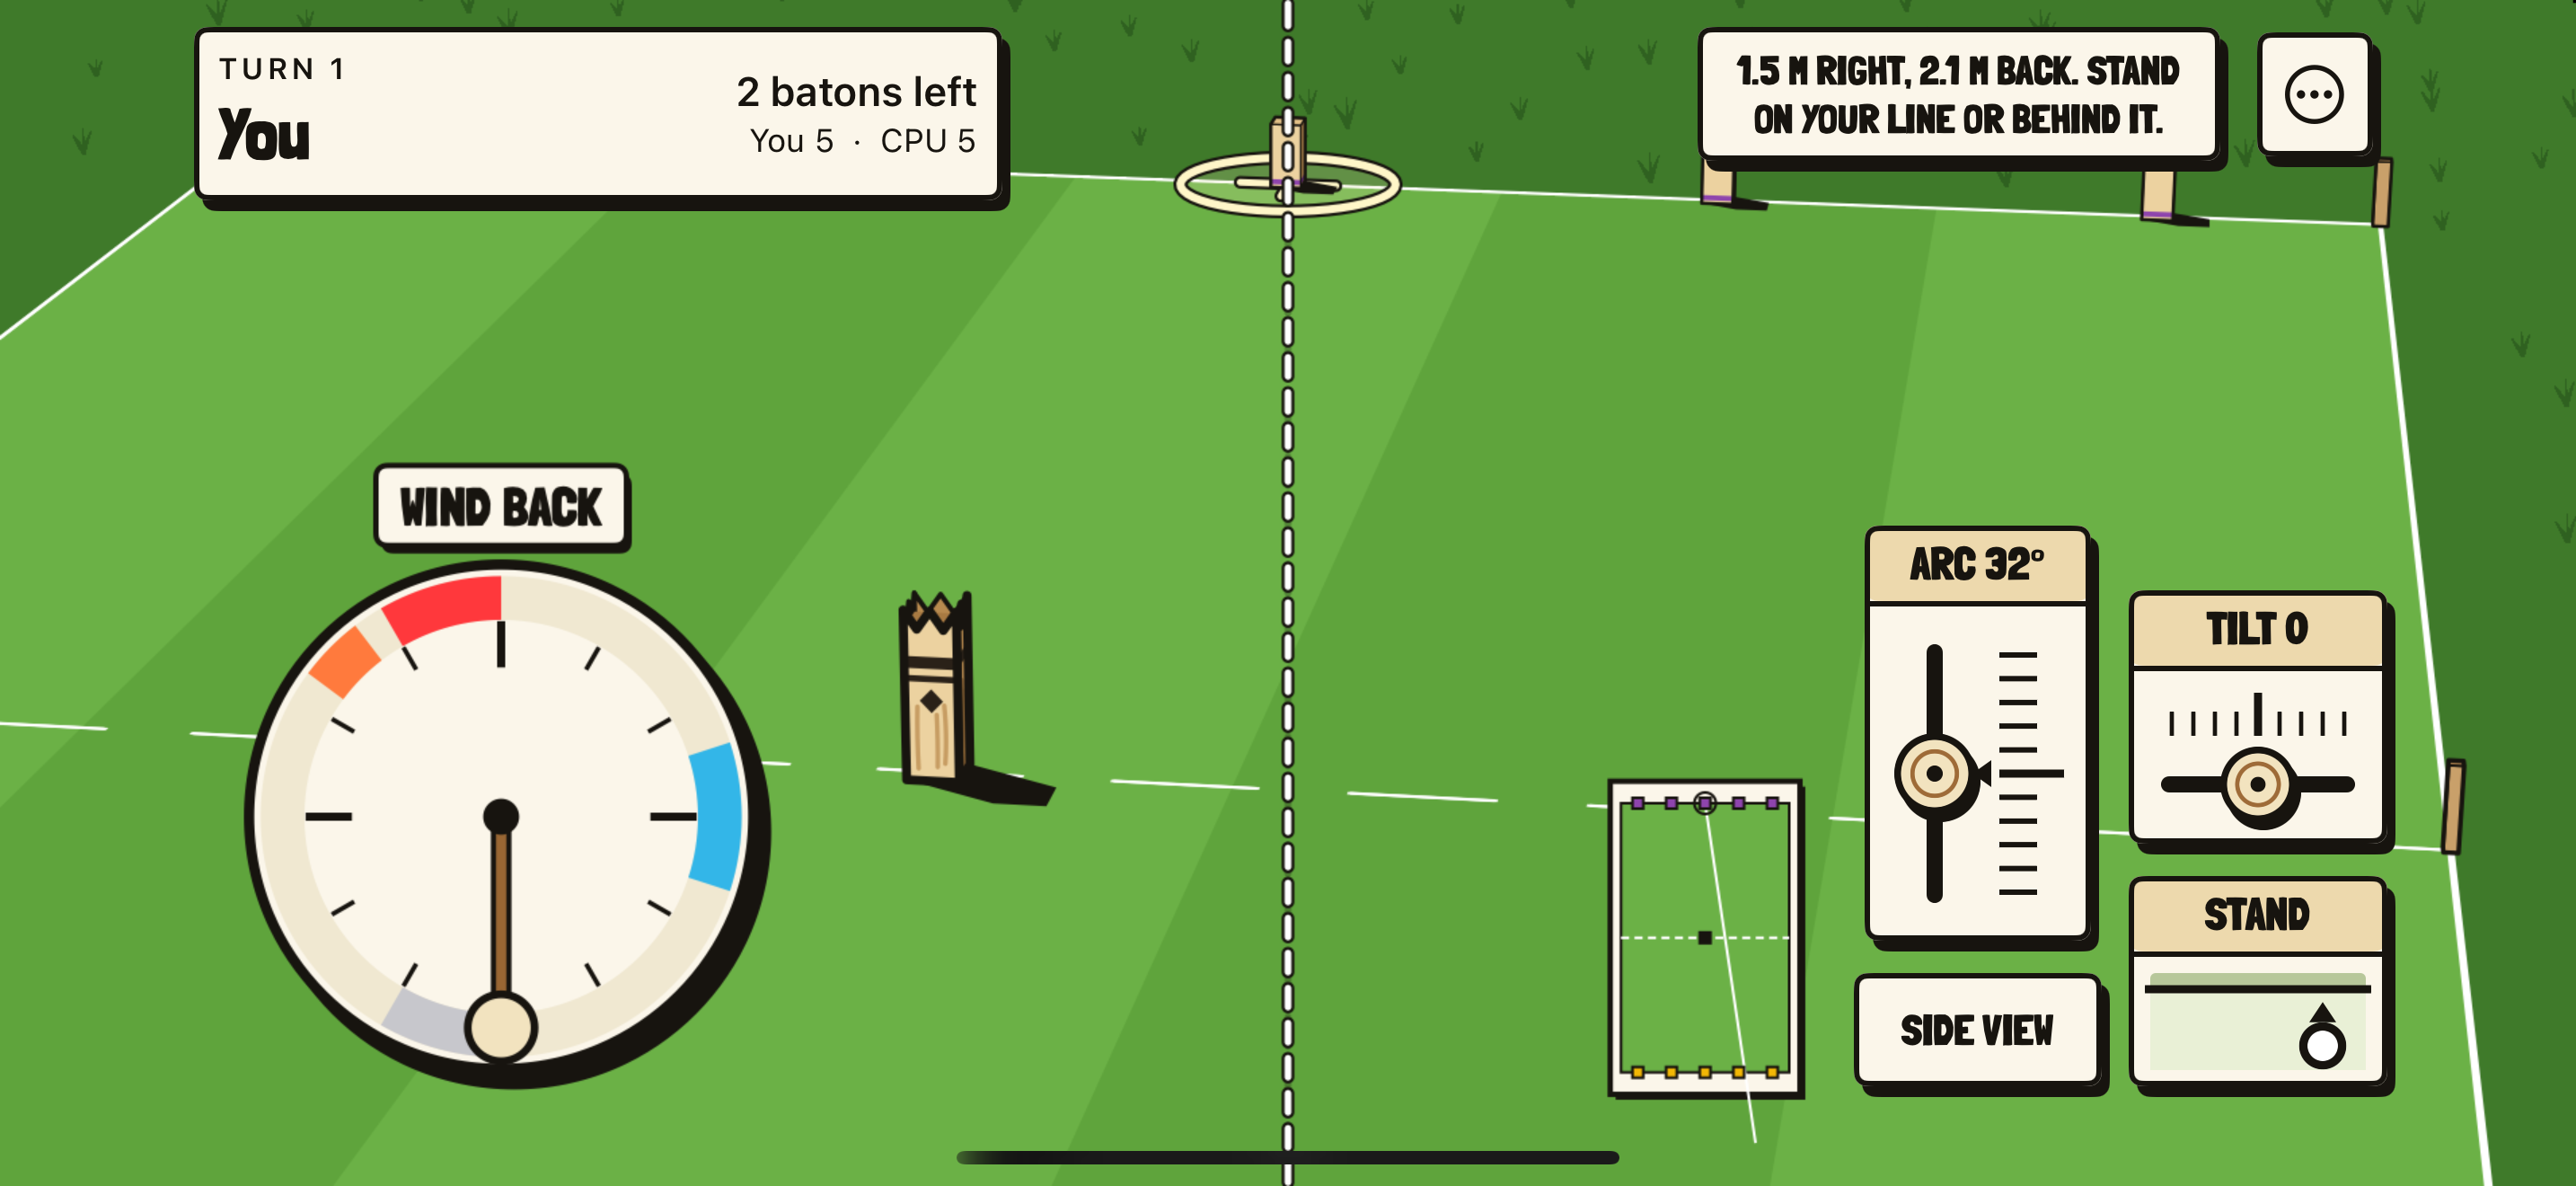 TURN 1
You
2 batons left
You 5 · CPU 5
1.5 M RIGHT, 2.1 M BACK. STAND
ON YOUR LINE OR BEHIND IT.
WIND BACK
ARC 32°
TILT 0
STAND
SIDE VIEW